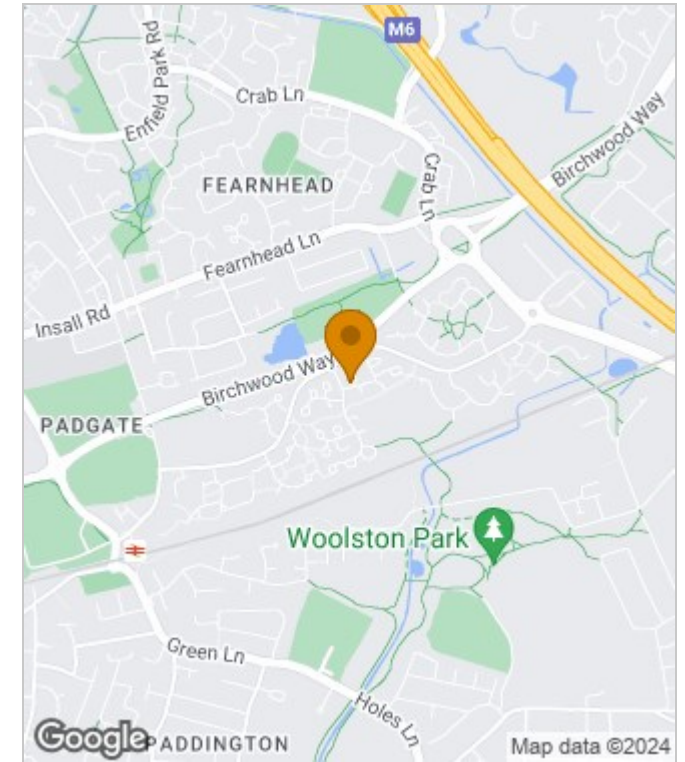 M6
Enfield Park Rd
Crab Ln
Birchwood Way
FEARNHEAD
Crab Ln
Fearnhead Ln
Insall Rd
Birchwood Way
PADGATE
Woolston Park
Green Ln
Holes Ln
Google
PADDINGTON
Map data ©2024